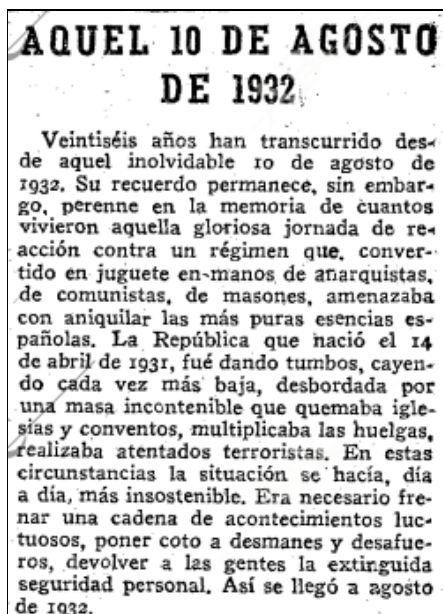 AQUEL 10 DE AGOSTO
DE 1932
Veintiséis años han transcurrido des-
de aquel inolvidable 10 de agosto de
1932. Su recuerdo permanece, sin embar-
go, perenne en la memoria de cuantos
vivieron aquella gloriosa jornada de re-
acción contra un régimen que, conver-
tido en juguete en manos de anarquistas,
de comunistas, de masones, amenazaba
con aniquilar las más puras esencias es-
pañolas. La República que nació el 14
de abril de 1931, fué dando tumbos, cayen-
do cada vez más baja, desbordada por
una masa incontenible que quemaba igle-
sias y conventos, multiplicaba las huelgas,
realizaba atentados terroristas. En estas
circunstancias la situación se hacía, día
a día, más insostenible. Era necesario fre-
nar una cadena de acontecimientos luc-
tuosos, poner coto a desmanes y desafue-
ros, devolver a las gentes la extinguida
seguridad personal. Así se llegó a agosto
de 1932.